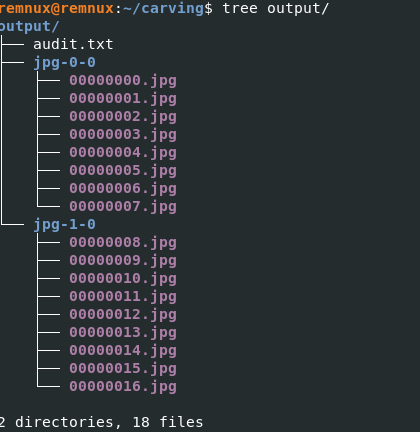 remnux@remnux:~/carving$ tree output/
output/
├── audit.txt
├── jpg-0-0
│   ├── 00000000.jpg
│   ├── 00000001.jpg
│   ├── 00000002.jpg
│   ├── 00000003.jpg
│   ├── 00000004.jpg
│   ├── 00000005.jpg
│   ├── 00000006.jpg
│   └── 00000007.jpg
└── jpg-1-0
    ├── 00000008.jpg
    ├── 00000009.jpg
    ├── 00000010.jpg
    ├── 00000011.jpg
    ├── 00000012.jpg
    ├── 00000013.jpg
    ├── 00000014.jpg
    ├── 00000015.jpg
    └── 00000016.jpg
2 directories, 18 files